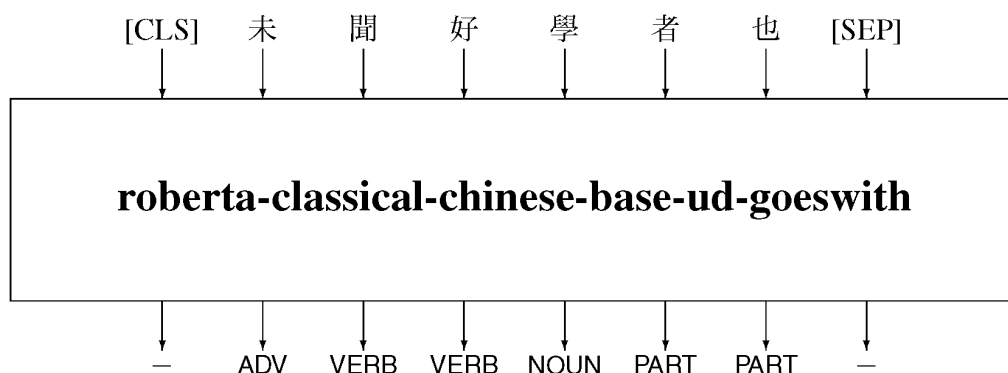 [CLS] 未 聞 好 學 者 也 [SEP]
roberta-classical-chinese-base-ud-goeswith
— ADV VERB VERB NOUN PART PART —